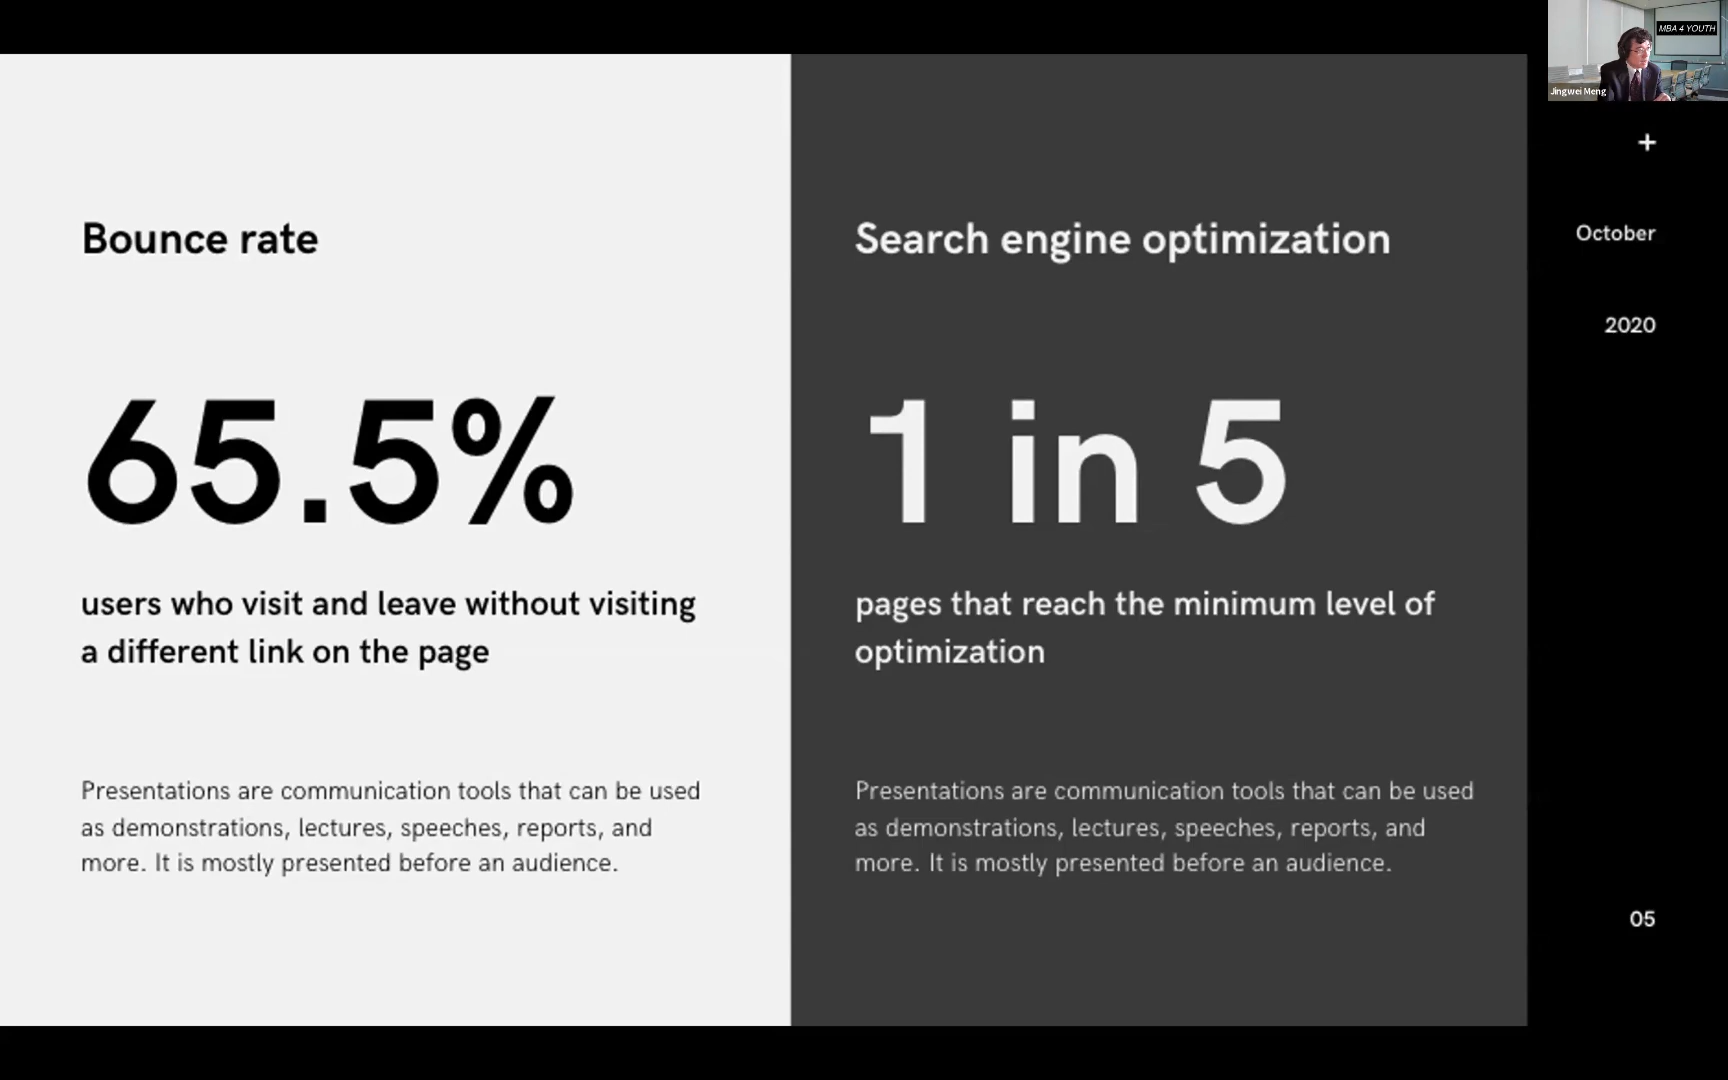 MBA 4 YOUTH
Jingwei Meng
+
October
2020
Bounce rate
65.5%
users who visit and leave without visiting
a different link on the page
Presentations are communication tools that can be used
as demonstrations, lectures, speeches, reports, and
more. It is mostly presented before an audience.
Search engine optimization
1 in 5
pages that reach the minimum level of
optimization
Presentations are communication tools that can be used
as demonstrations, lectures, speeches, reports, and
more. It is mostly presented before an audience.
05